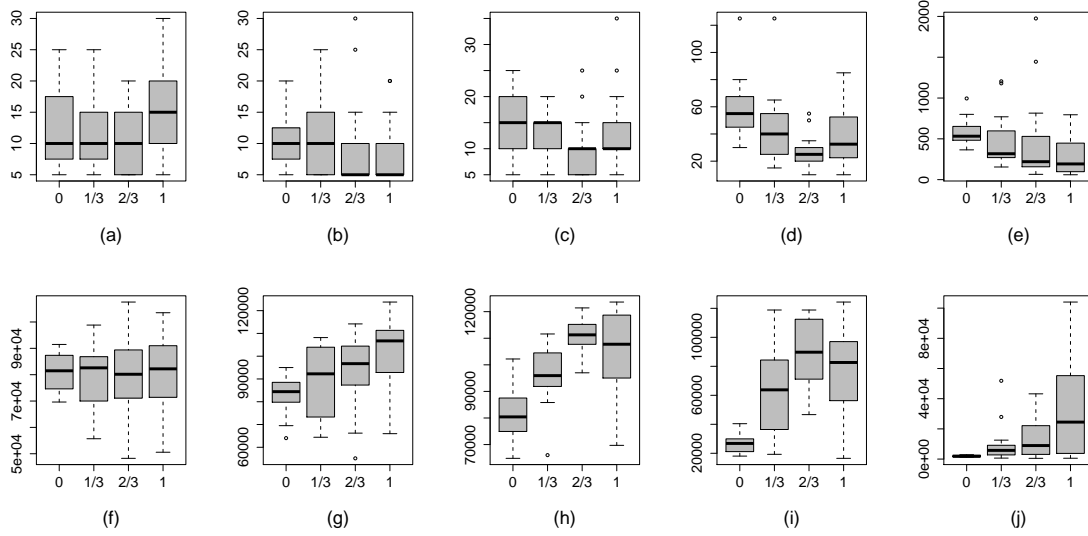 30
25
20
15
10
5
0 1/3 2/3 1
(a)
30
25
20
15
10
5
0 1/3 2/3 1
(b)
30
20
10
5
0 1/3 2/3 1
(c)
100
60
20
0 1/3 2/3 1
(d)
2000
1000
500
0
0 1/3 2/3 1
(e)
9e+04
7e+04
5e+04
0 1/3 2/3 1
(f)
120000
90000
60000
0 1/3 2/3 1
(g)
120000
90000
70000
0 1/3 2/3 1
(h)
100000
60000
20000
0 1/3 2/3 1
(i)
8e+04
4e+04
0e+00
0 1/3 2/3 1
(j)